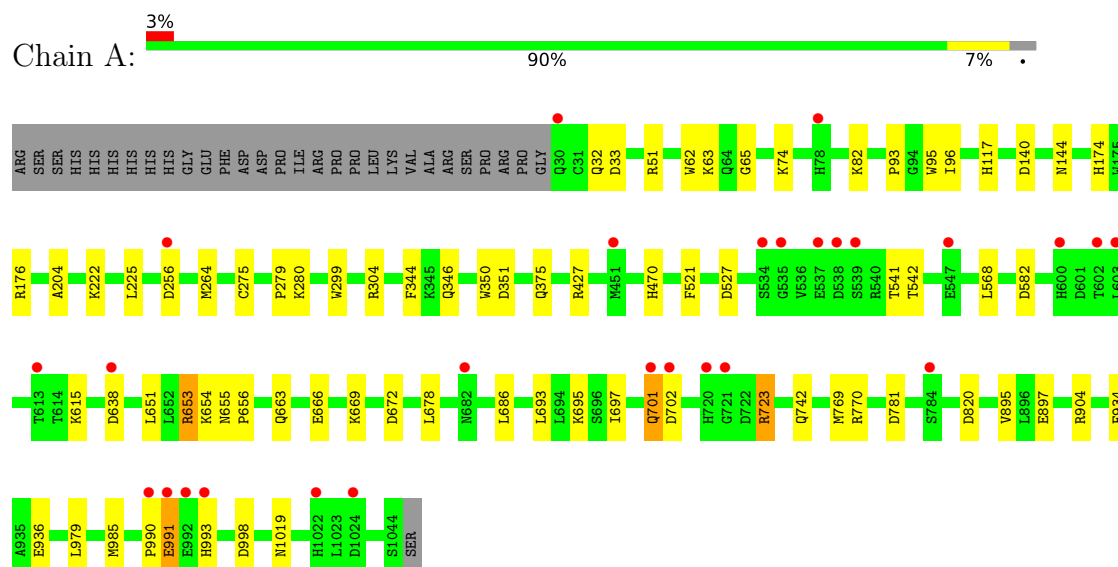 3%
Chain A:
90% 7% •
ARG SER SER HIS HIS HIS HIS HIS HIS HIS GLY GLU PHE ASP ASP PRO ILE ARG PRO PRO LEU LYS VAL ALA ARG SER PRO ARG PRO GLY Q30 C31 Q32 D33 R51 W62 K63 Q64 G65 K74 H78 K82 P93 G94 W95 I96 H117 D140 N144 H174 W175
R176 A204 K222 L225 D256 M264 C275 P279 K280 W299 R304 F344 K345 Q346 W350 D351 Q375 R427 M451 H470 F521 D527 S534 G535 V536 E537 D538 S539 R540 T541 T542 E547 L568 D582 H600 D601 T602 L603
T613 T614 K615 D638 L651 L652 R653 K654 N655 P656 Q663 E666 K669 D672 L678 N682 L686 L693 L694 K695 S696 I697 Q701 D702 H720 G721 D722 R723 Q742 M769 R770 D781 S784 D820 V895 L896 E897 R904 E934
A935 E936 L979 M985 P990 E991 E992 H993 D998 N1019 H1022 L1023 D1024 S1044 SER